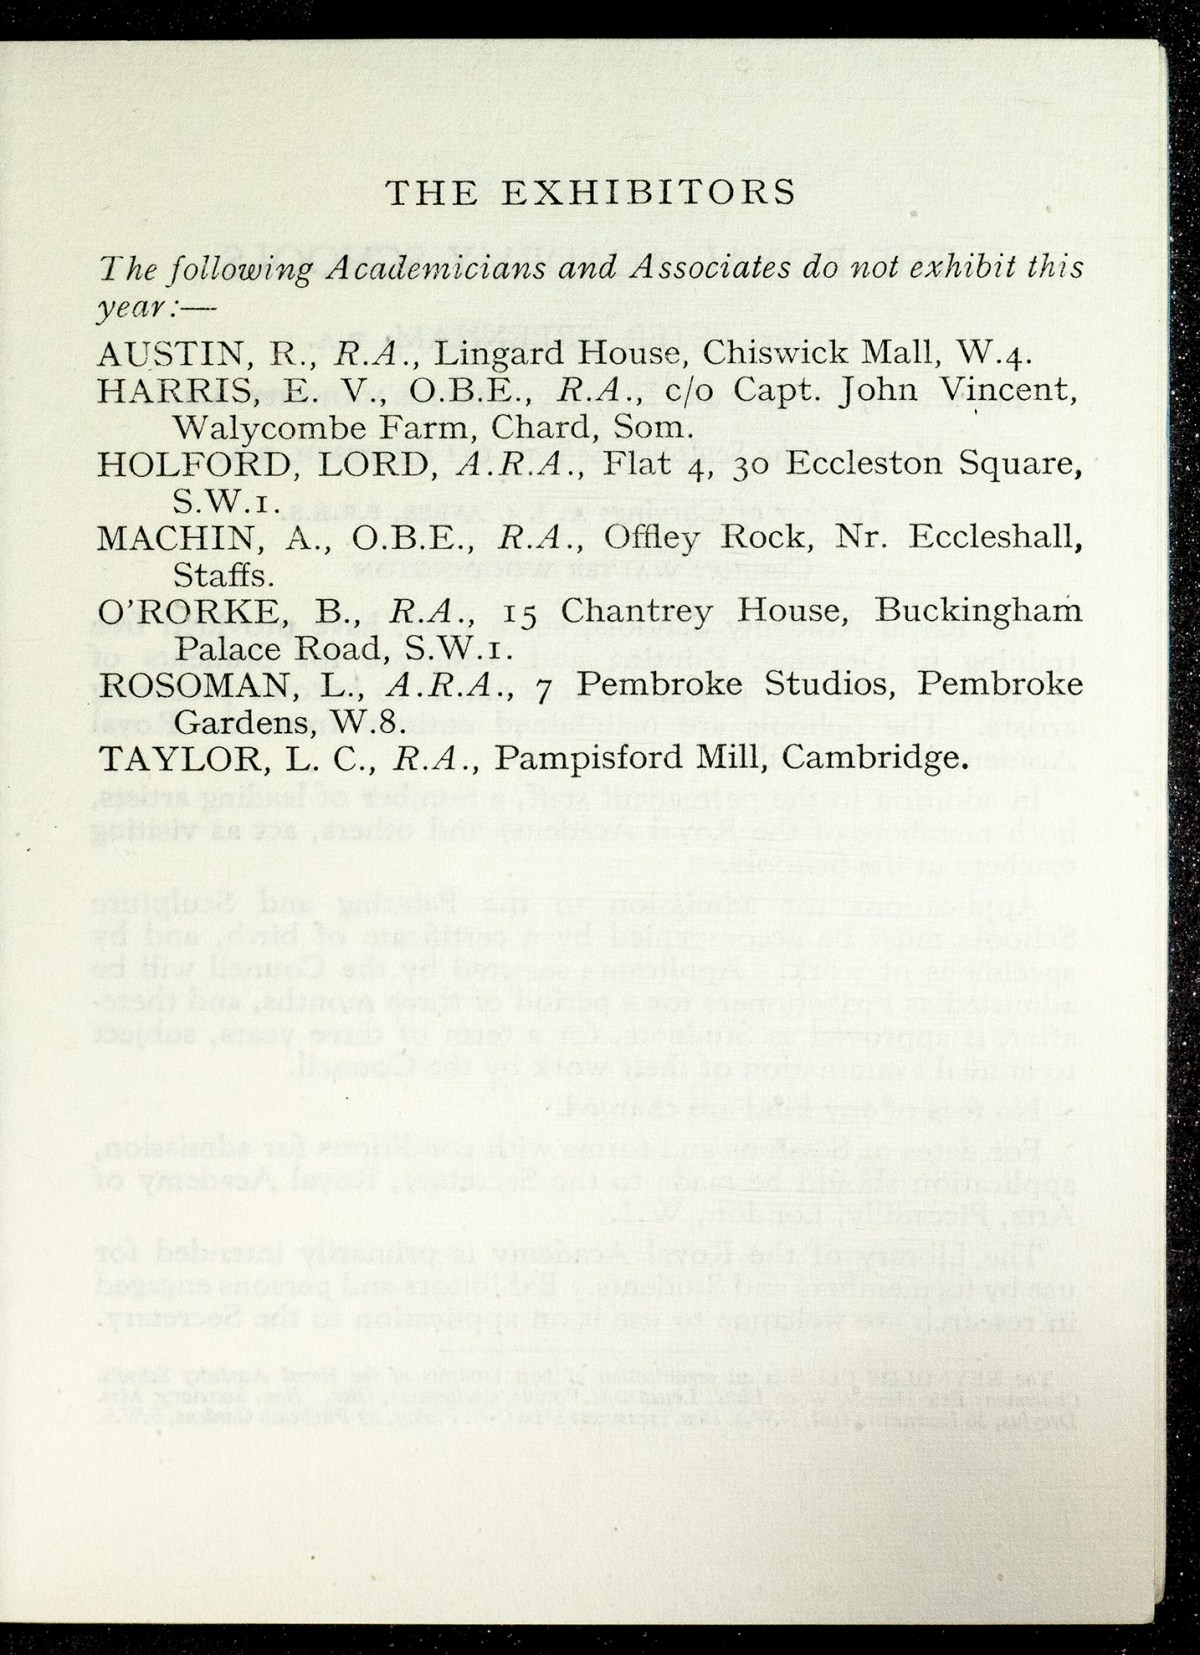 THE EXHIBITORS
The following Academicians and Associates do not exhibit this
year:—
AUSTIN, R., R.A., Lingard House, Chiswick Mall, W.4.
HARRIS, E. V., O.B.E., R.A., c/o Capt. John Vincent,
Walycombe Farm, Chard, Som.
HOLFORD, LORD, A.R.A., Flat 4, 30 Eccleston Square,
S.W.1.
MACHIN, A., O.B.E., R.A., Offley Rock, Nr. Eccleshall,
Staffs.
O'RORKE, B., R.A., 15 Chantrey House, Buckingham
Palace Road, S.W.1.
ROSOMAN, L., A.R.A., 7 Pembroke Studios, Pembroke
Gardens, W.8.
TAYLOR, L. C., R.A., Pampisford Mill, Cambridge.